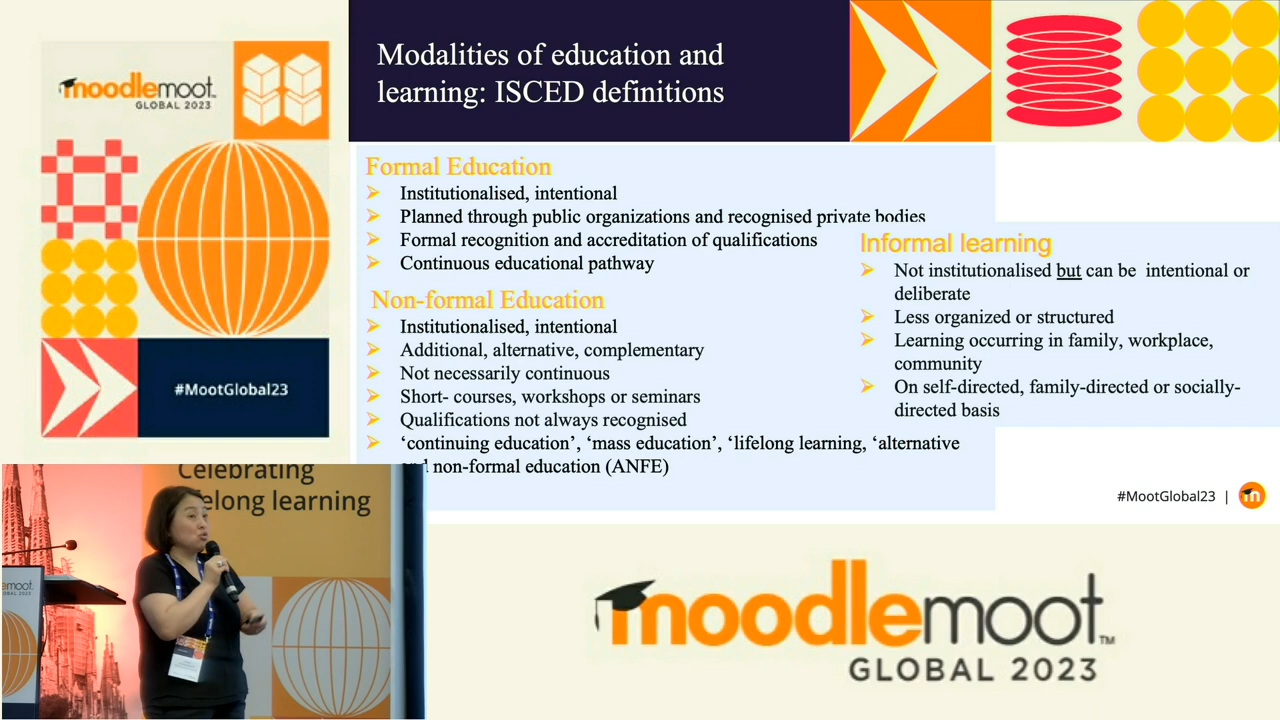 moodlemoot
GLOBAL 2023
#MootGlobal23
Modalities of education and
learning: ISCED definitions
Formal Education
Institutionalised, intentional
Planned through public organizations and recognised private bodies
Formal recognition and accreditation of qualifications
Continuous educational pathway
Non-formal Education
Institutionalised, intentional
Additional, alternative, complementary
Not necessarily continuous
Short- courses, workshops or seminars
Qualifications not always recognised
‘continuing education’, ‘mass education’, ‘lifelong learning, ‘alternative
non-formal education (ANFE)
Informal learning
Not institutionalised but can be intentional or
deliberate
Less organized or structured
Learning occurring in family, workplace,
community
On self-directed, family-directed or socially-
directed basis
#MootGlobal23 | m
Celebrating
elong learning
emoot
GLOBAL 2023
moodlemoot™
GLOBAL 2023